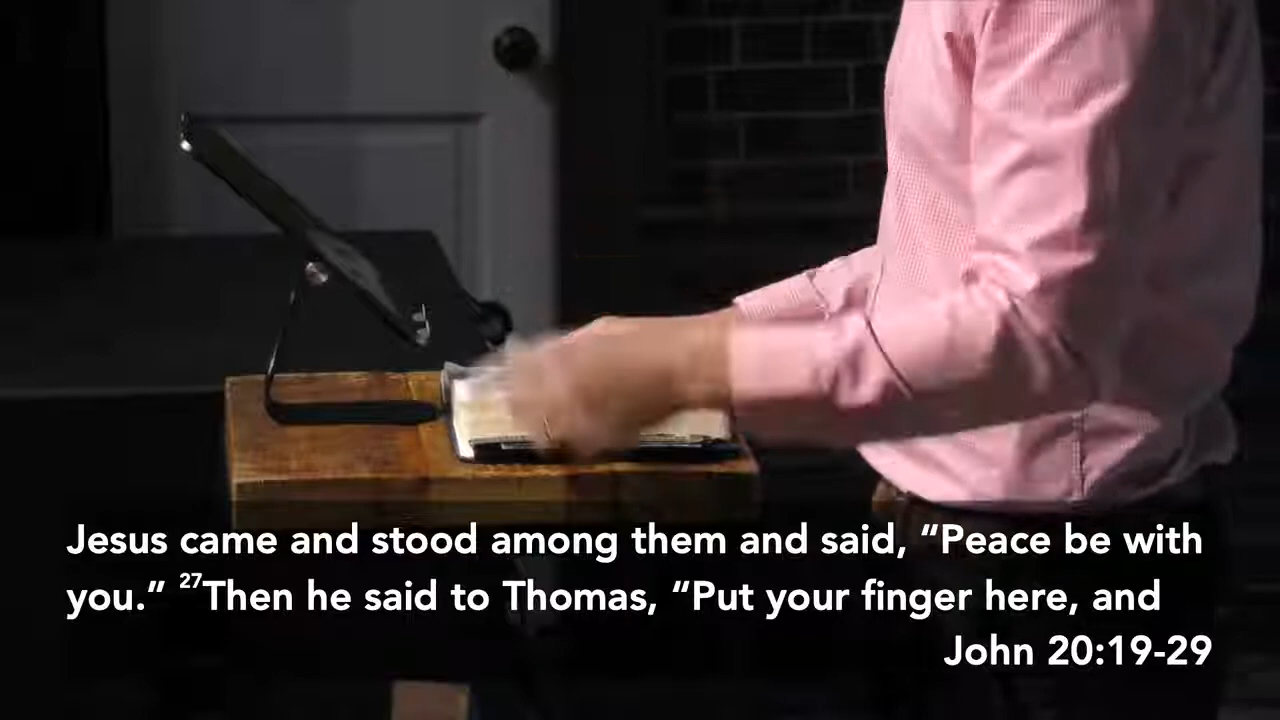 Jesus came and stood among them and said, “Peace be with
you.” ²⁷Then he said to Thomas, “Put your finger here, and
John 20:19-29